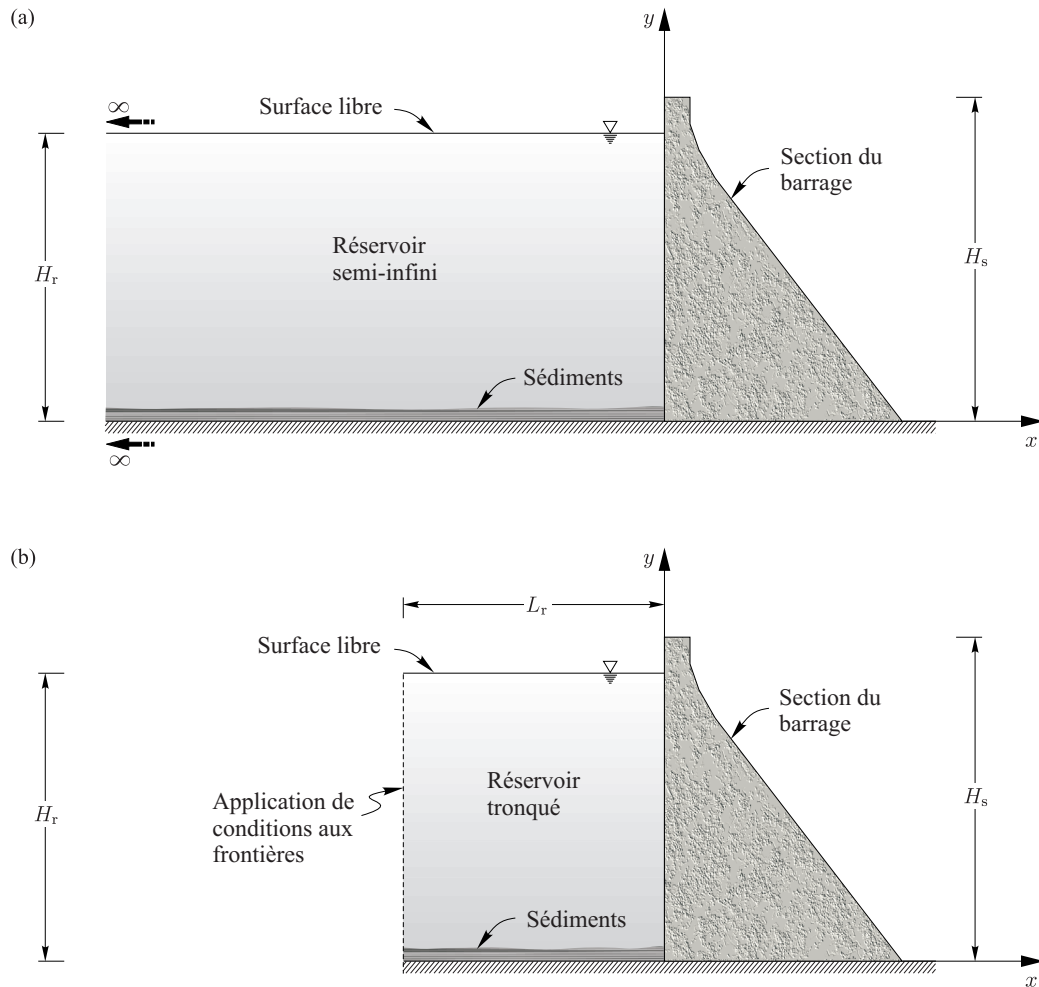 (a)
y
∞
Surface libre
Section du
barrage
Réservoir
semi-infini
H_r
H_s
Sédiments
x
∞
(b)
y
L_r
Surface libre
Section du
barrage
Réservoir
tronqué
H_r
H_s
Application de
conditions aux
frontières
Sédiments
x